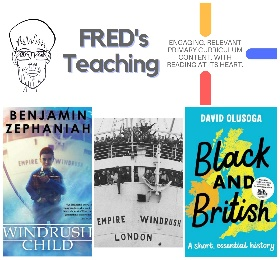 FRED's
Teaching
ENGAGING, RELEVANT
PRIMARY CURRICULUM
CONTENT, WITH
READING AT ITS HEART.
BENJAMIN
ZEPHANIAH
WINDRUSH
CHILD
EMPIRE WINDRUSH
LONDON
DAVID OLUSOGA
Black
AND
British
A short, essential history